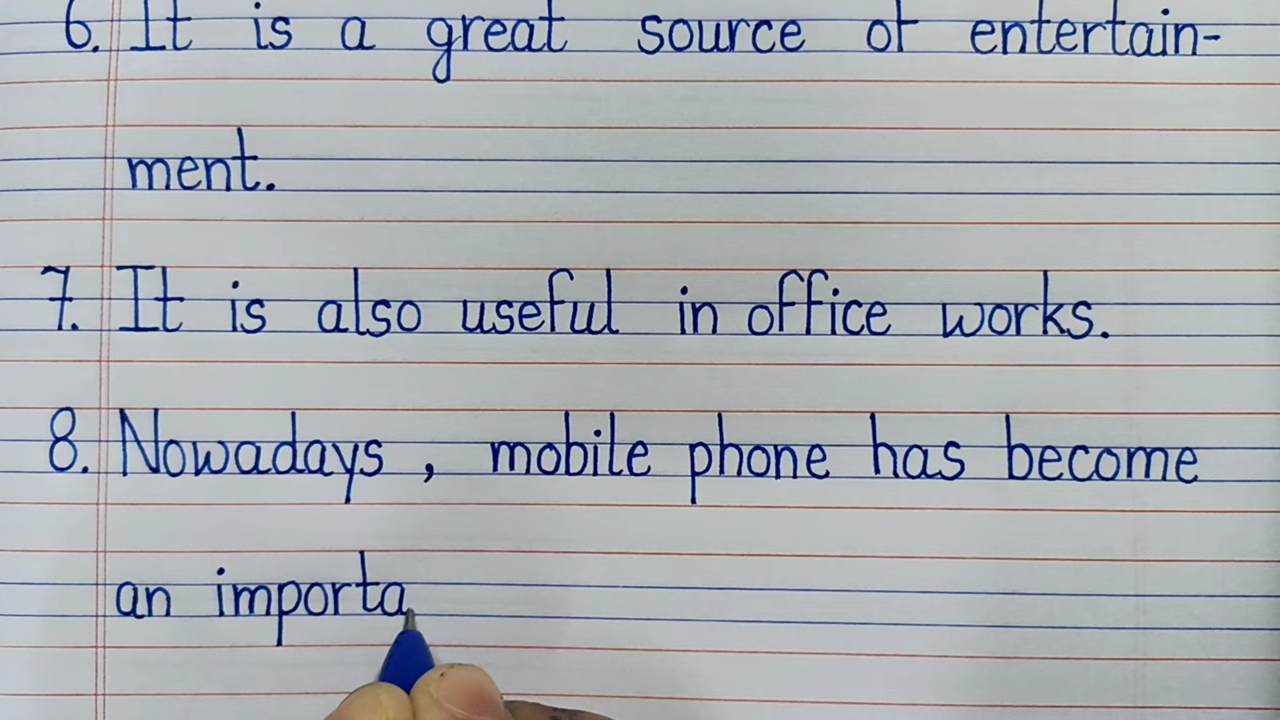 6. It is a great source of entertain-
ment.
7. It is also useful in office works.
8. Nowadays, mobile phone has become
an importa